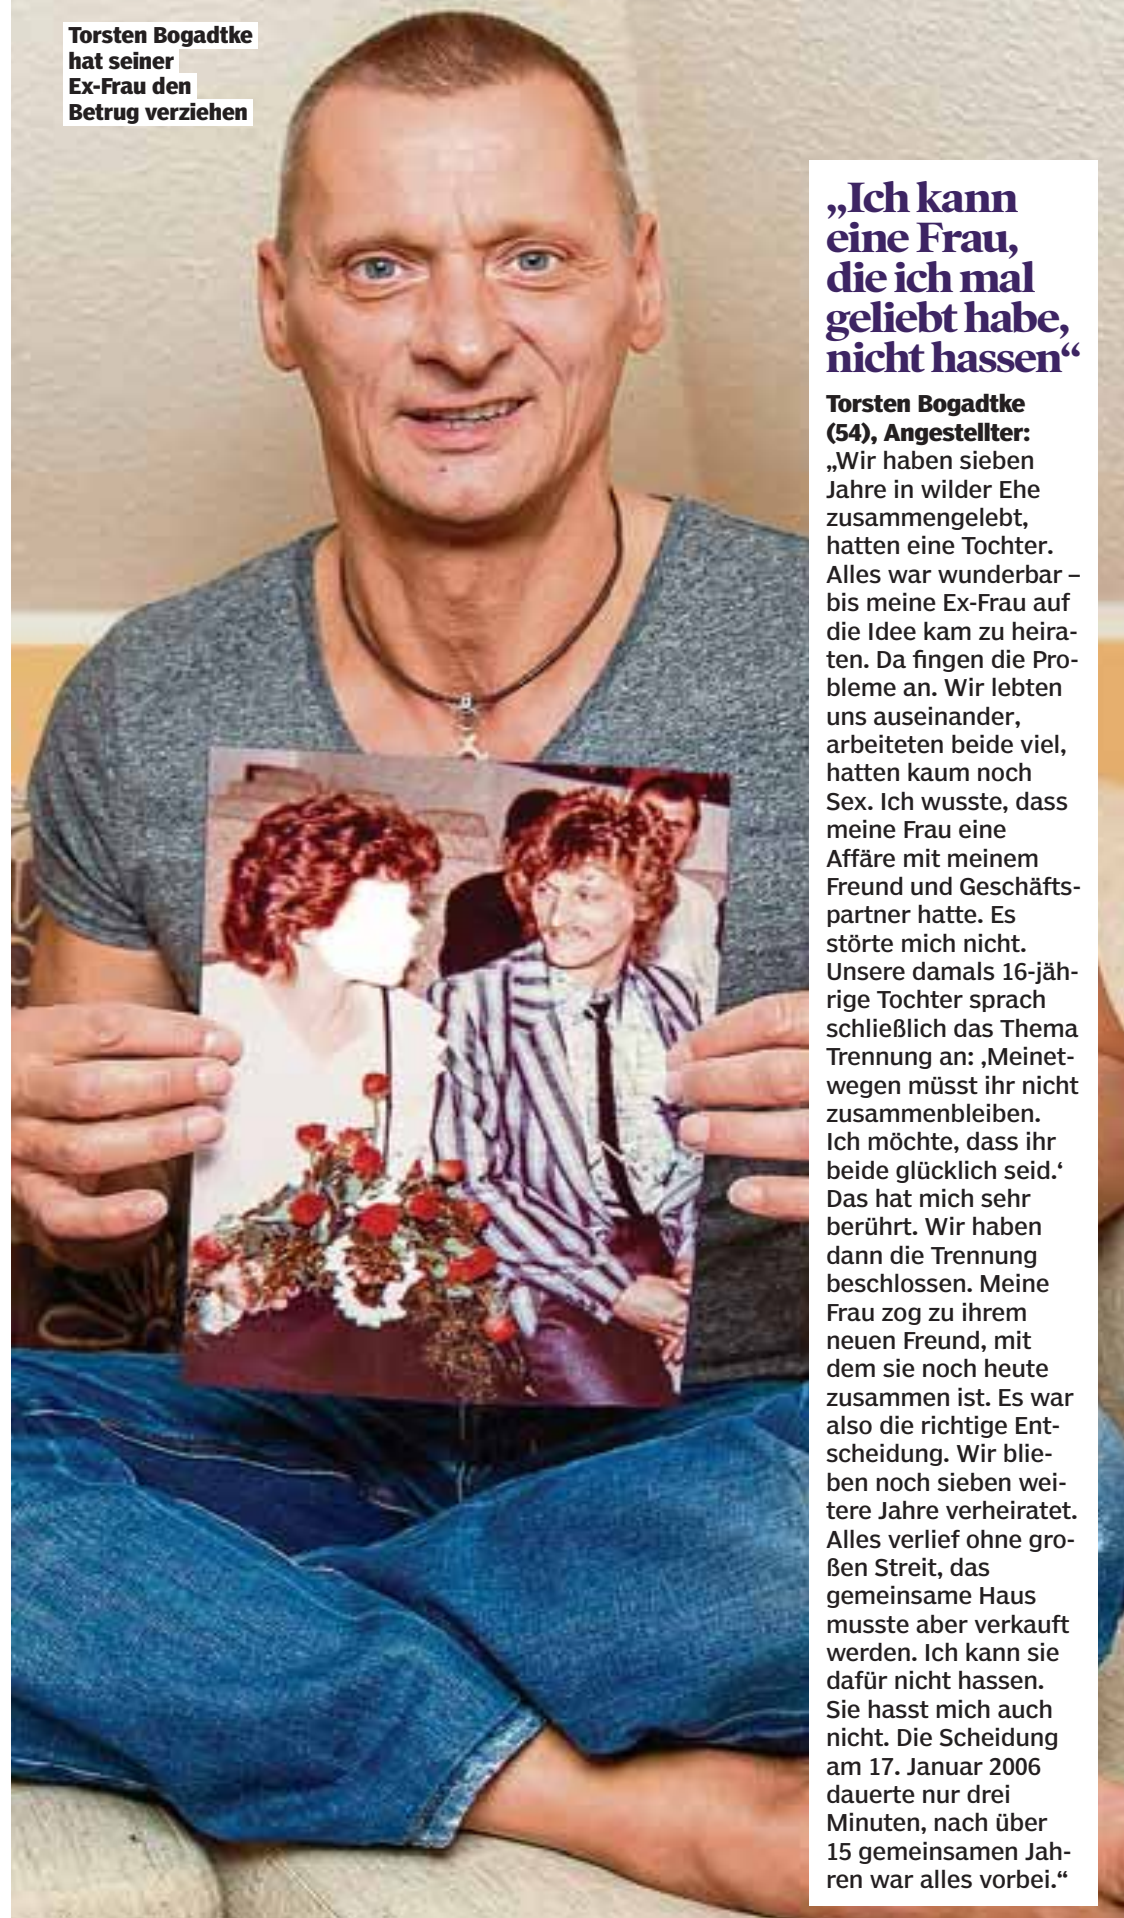 Torsten Bogadtke
hat seiner
Ex-Frau den
Betrug verziehen
„Ich kann
eine Frau,
die ich mal
geliebt habe,
nicht hassen“
Torsten Bogadtke
(54), Angestellter:
„Wir haben sieben
Jahre in wilder Ehe
zusammengelebt,
hatten eine Tochter.
Alles war wunderbar –
bis meine Ex-Frau auf
die Idee kam zu heira-
ten. Da fingen die Pro-
bleme an. Wir lebten
uns auseinander,
arbeiteten beide viel,
hatten kaum noch
Sex. Ich wusste, dass
meine Frau eine
Affäre mit meinem
Freund und Geschäfts-
partner hatte. Es
störte mich nicht.
Unsere damals 16-jäh-
rige Tochter sprach
schließlich das Thema
Trennung an: ‚Meinet-
wegen müsst ihr nicht
zusammenbleiben.
Ich möchte, dass ihr
beide glücklich seid.‘
Das hat mich sehr
berührt. Wir haben
dann die Trennung
beschlossen. Meine
Frau zog zu ihrem
neuen Freund, mit
dem sie noch heute
zusammen ist. Es war
also die richtige Ent-
scheidung. Wir blie-
ben noch sieben wei-
tere Jahre verheiratet.
Alles verlief ohne gro-
ßen Streit, das
gemeinsame Haus
musste aber verkauft
werden. Ich kann sie
dafür nicht hassen.
Sie hasst mich auch
nicht. Die Scheidung
am 17. Januar 2006
dauerte nur drei
Minuten, nach über
15 gemeinsamen Jah-
ren war alles vorbei.“